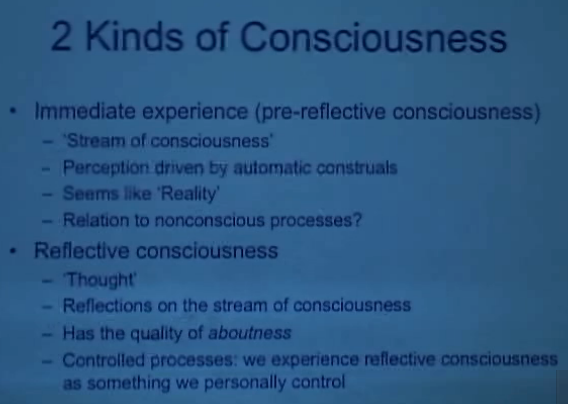 2 Kinds of Consciousness
• Immediate experience (pre-reflective consciousness)
– 'Stream of consciousness'
– Perception driven by automatic construals
– Seems like 'Reality'
– Relation to nonconscious processes?
• Reflective consciousness
– 'Thought'
– Reflections on the stream of consciousness
– Has the quality of aboutness
– Controlled processes: we experience reflective consciousness
as something we personally control